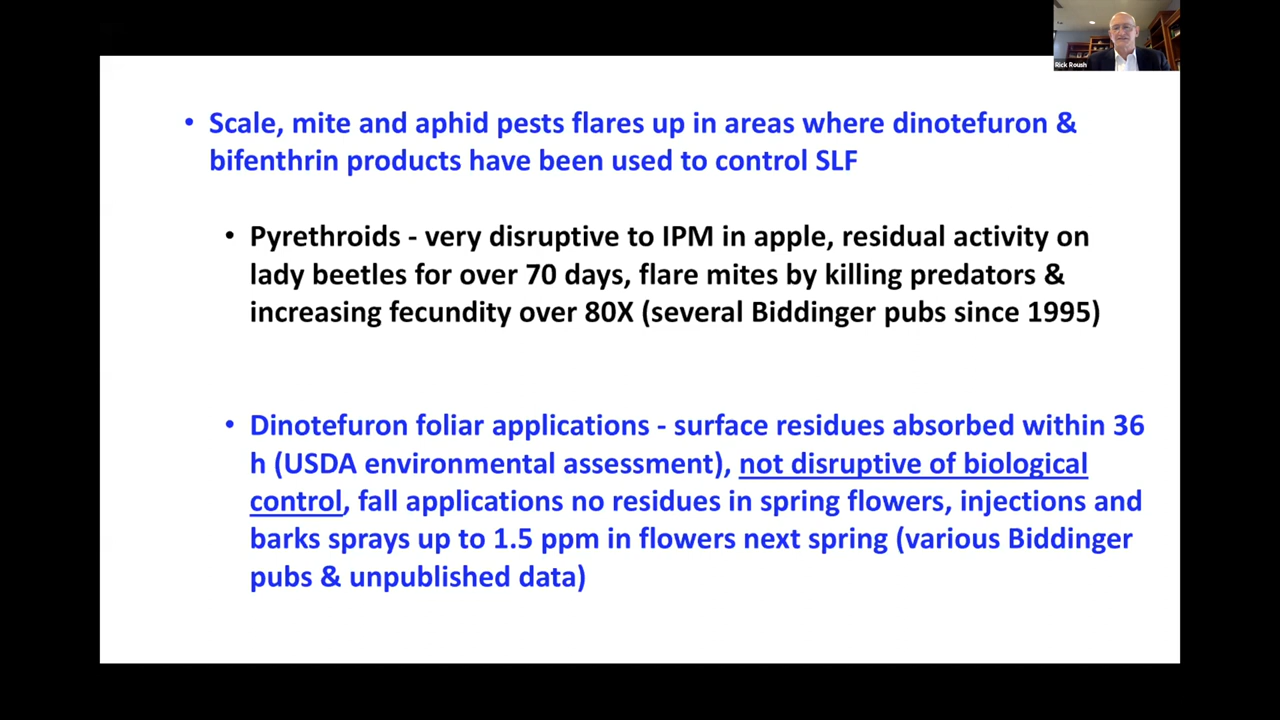 Rick Roush
• Scale, mite and aphid pests flares up in areas where dinotefuron &
bifenthrin products have been used to control SLF
• Pyrethroids - very disruptive to IPM in apple, residual activity on
lady beetles for over 70 days, flare mites by killing predators &
increasing fecundity over 80X (several Biddinger pubs since 1995)
• Dinotefuron foliar applications - surface residues absorbed within 36
h (USDA environmental assessment), not disruptive of biological
control, fall applications no residues in spring flowers, injections and
barks sprays up to 1.5 ppm in flowers next spring (various Biddinger
pubs & unpublished data)